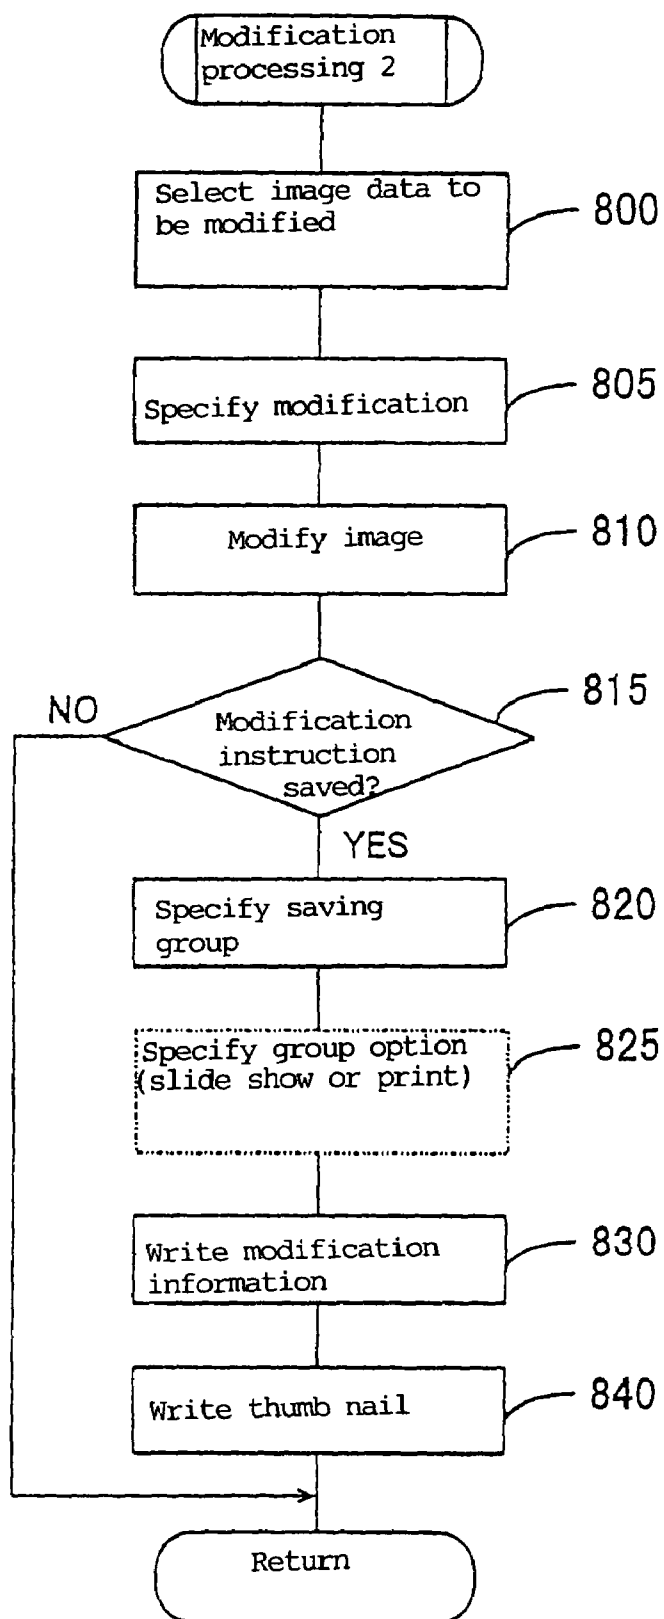 Modification
processing 2
Select image data to
be modified
800
Specify modification
805
Modify image
810
815
NO
Modification
instruction
saved?
YES
Specify saving
group
820
Specify group option
(slide show or print)
825
Write modification
information
830
Write thumb nail
840
Return